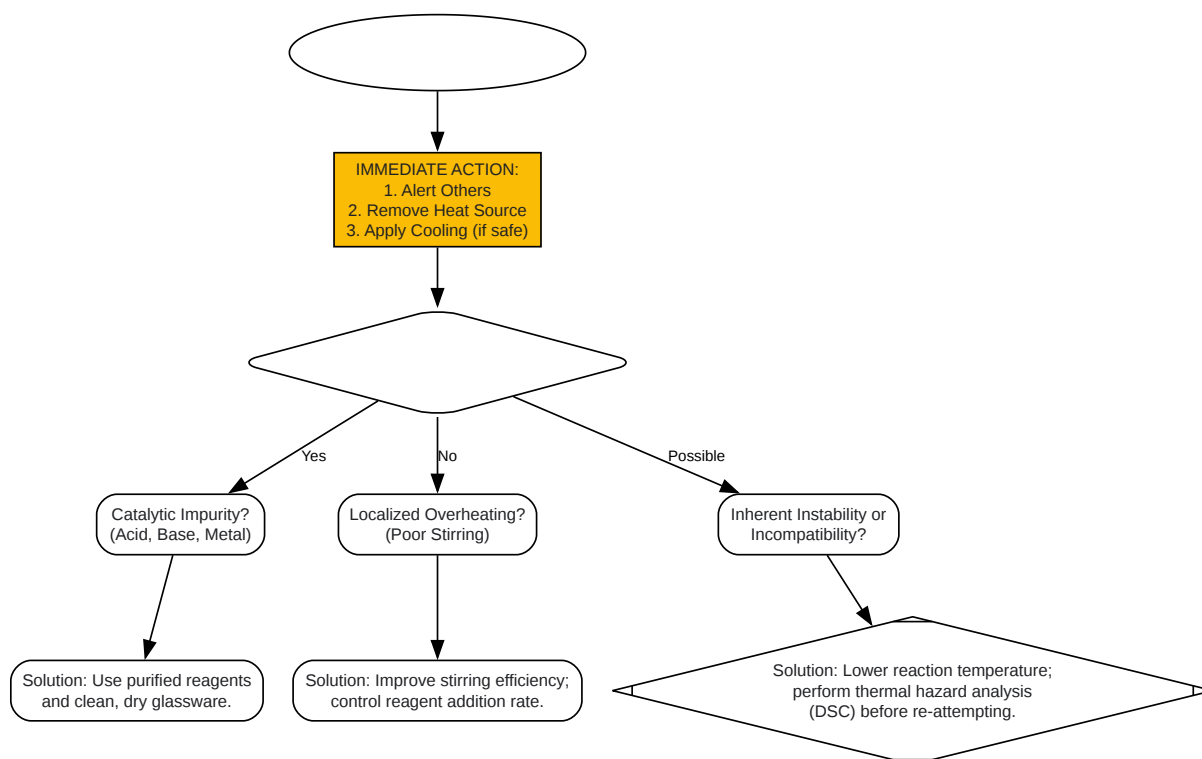 IMMEDIATE ACTION:
1. Alert Others
2. Remove Heat Source
3. Apply Cooling (if safe)
Yes
No
Possible
Catalytic Impurity?
(Acid, Base, Metal)
Localized Overheating?
(Poor Stirring)
Inherent Instability or
Incompatibility?
Solution: Use purified reagents
and clean, dry glassware.
Solution: Improve stirring efficiency;
control reagent addition rate.
Solution: Lower reaction temperature;
perform thermal hazard analysis
(DSC) before re-attempting.